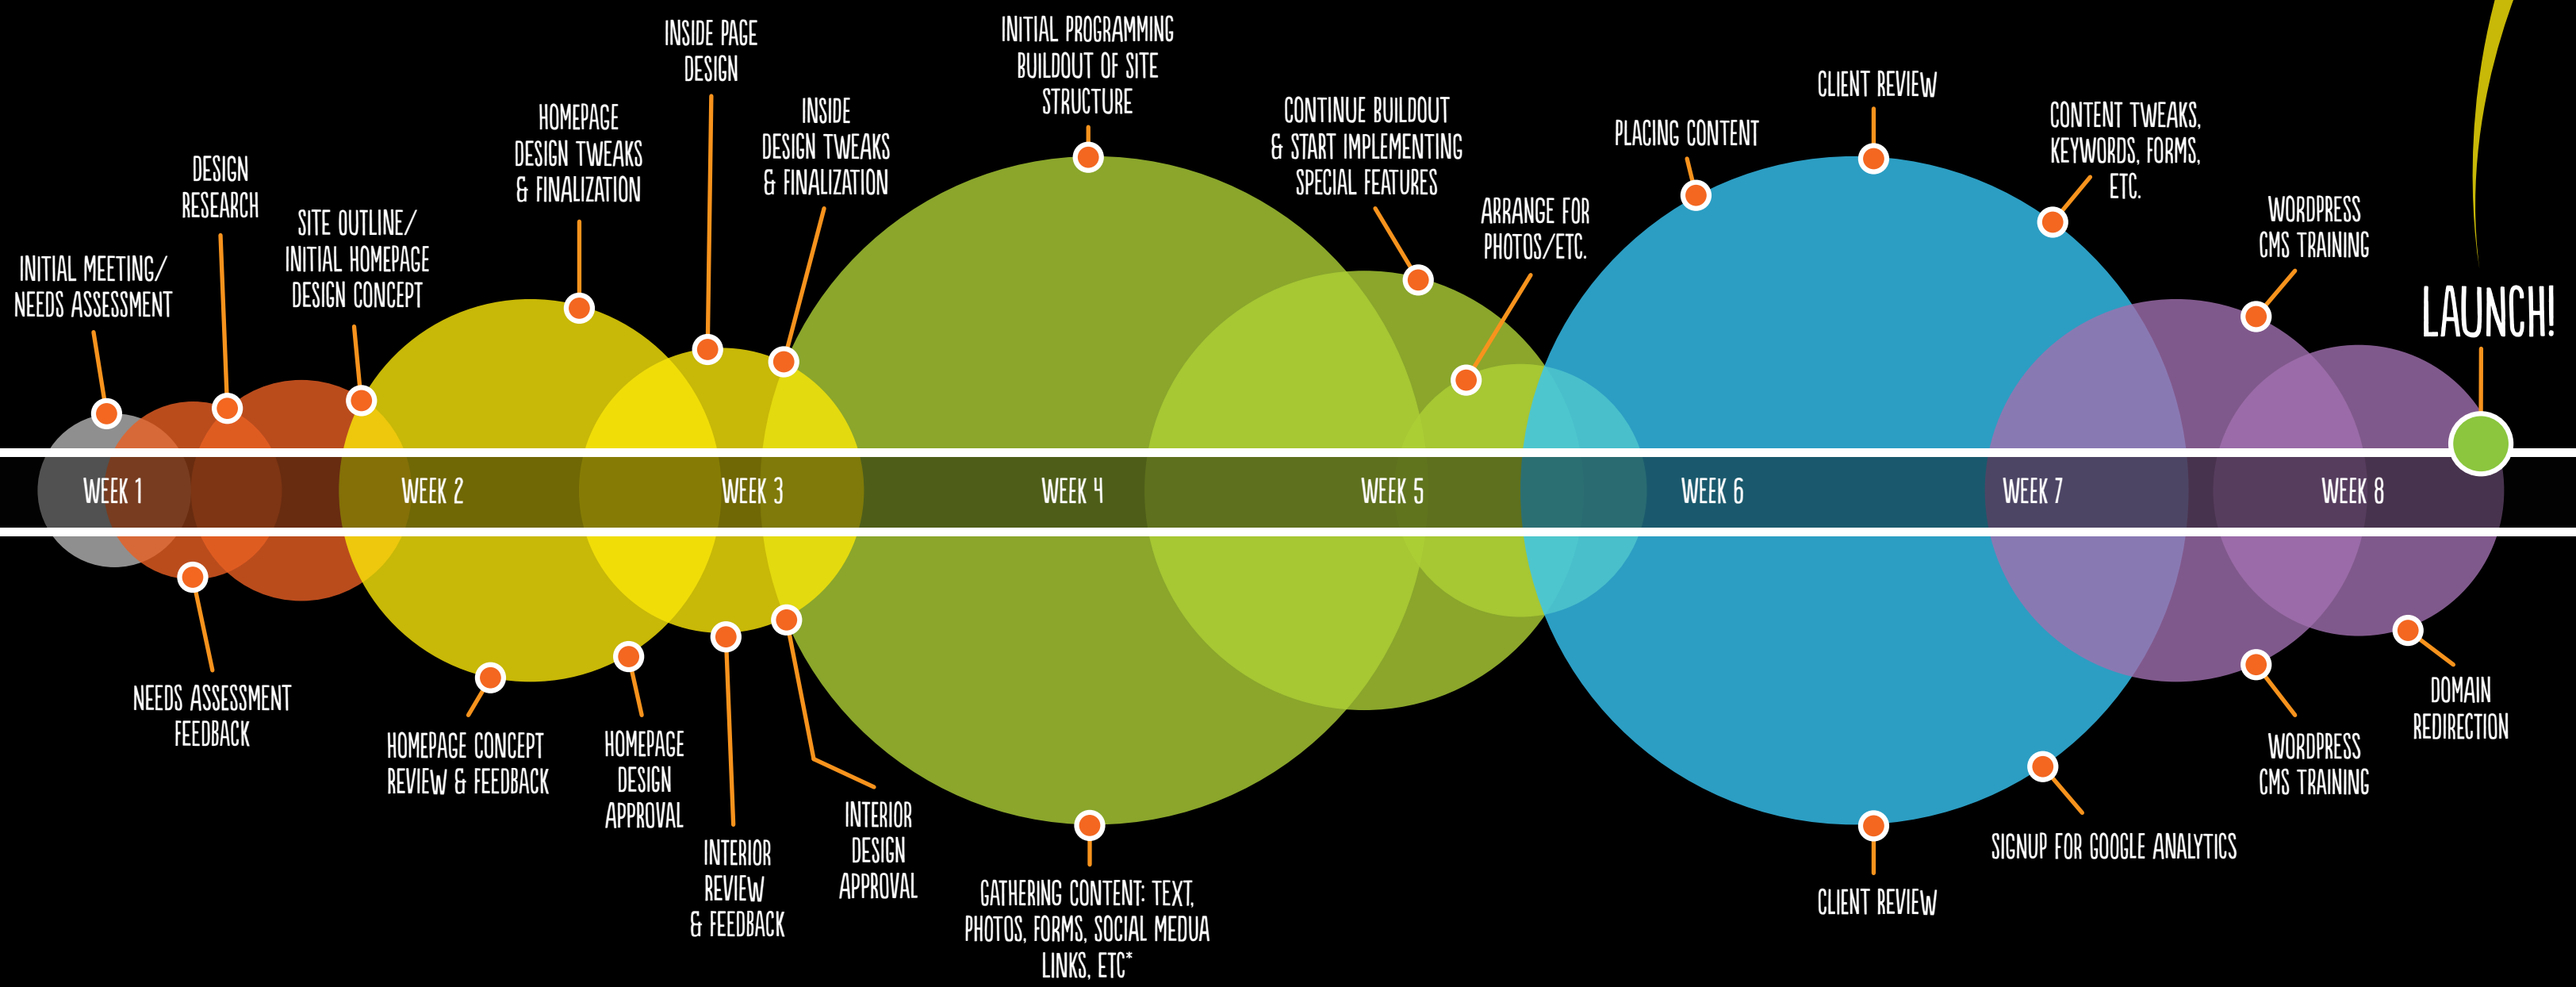 INITIAL MEETING/
NEEDS ASSESSMENT
DESIGN
RESEARCH
SITE OUTLINE/
INITIAL HOMEPAGE
DESIGN CONCEPT
HOMEPAGE
DESIGN TWEAKS
& FINALIZATION
INSIDE PAGE
DESIGN
INSIDE
DESIGN TWEAKS
& FINALIZATION
INITIAL PROGRAMMING
BUILDOUT OF SITE
STRUCTURE
CONTINUE BUILDOUT
& START IMPLEMENTING
SPECIAL FEATURES
ARRANGE FOR
PHOTOS/ETC.
PLACING CONTENT
CLIENT REVIEW
CONTENT TWEAKS,
KEYWORDS, FORMS,
ETC.
WORDPRESS
CMS TRAINING
LAUNCH!
WEEK 1
WEEK 2
WEEK 3
WEEK 4
WEEK 5
WEEK 6
WEEK 7
WEEK 8
NEEDS ASSESSMENT
FEEDBACK
HOMEPAGE CONCEPT
REVIEW & FEEDBACK
HOMEPAGE
DESIGN
APPROVAL
INTERIOR
REVIEW
& FEEDBACK
INTERIOR
DESIGN
APPROVAL
GATHERING CONTENT: TEXT,
PHOTOS, FORMS, SOCIAL MEDUA
LINKS, ETC*
CLIENT REVIEW
SIGNUP FOR GOOGLE ANALYTICS
WORDPRESS
CMS TRAINING
DOMAIN
REDIRECTION